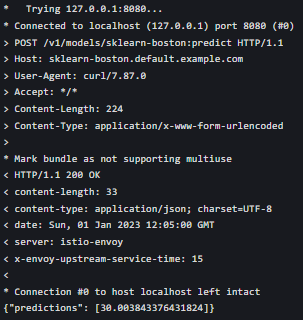 *   Trying 127.0.0.1:8080...
* Connected to localhost (127.0.0.1) port 8080 (#0)
> POST /v1/models/sklearn-boston:predict HTTP/1.1
> Host: sklearn-boston.default.example.com
> User-Agent: curl/7.87.0
> Accept: */*
> Content-Length: 224
> Content-Type: application/x-www-form-urlencoded
>
* Mark bundle as not supporting multiuse
< HTTP/1.1 200 OK
< content-length: 33
< content-type: application/json; charset=UTF-8
< date: Sun, 01 Jan 2023 12:05:00 GMT
< server: istio-envoy
< x-envoy-upstream-service-time: 15
<
* Connection #0 to host localhost left intact
{"predictions": [30.003843376431824]}